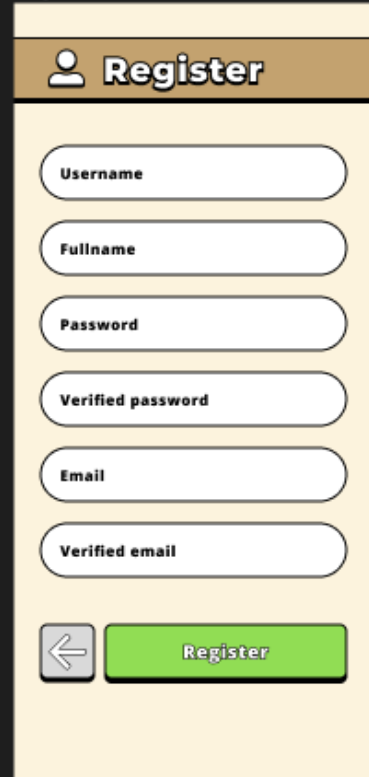 Register
Username
Fullname
Password
Verified password
Email
Verified email
Register